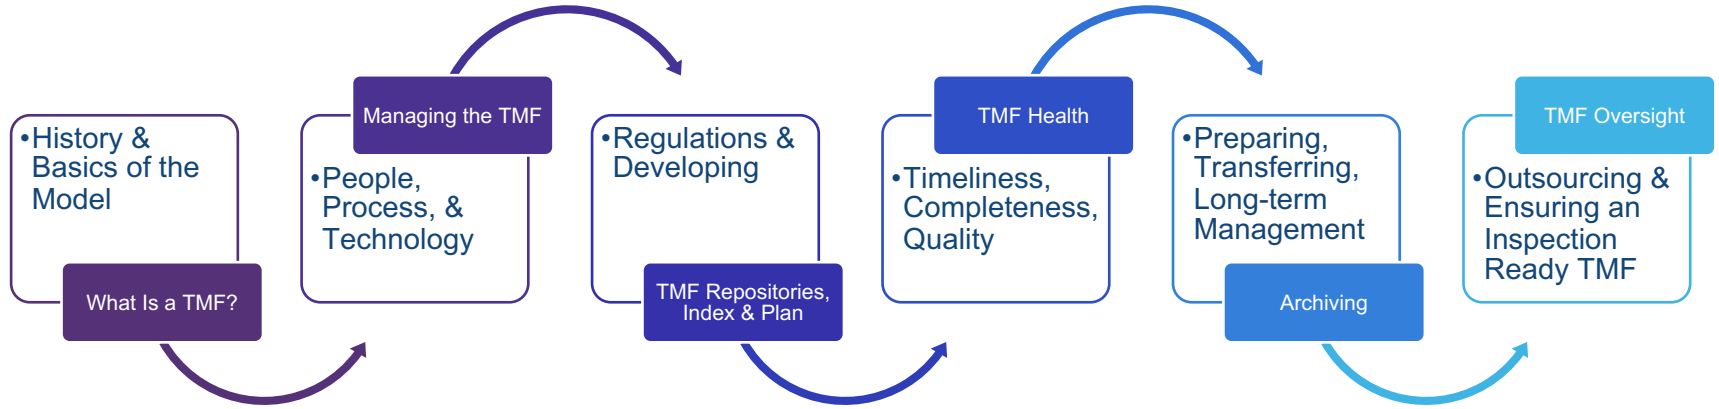 •History &
Basics of the
Model
What Is a TMF?
Managing the TMF
•People,
Process, &
Technology
•Regulations &
Developing
TMF Repositories,
Index & Plan
TMF Health
•Timeliness,
Completeness,
Quality
•Preparing,
Transferring,
Long-term
Management
Archiving
TMF Oversight
•Outsourcing &
Ensuring an
Inspection
Ready TMF